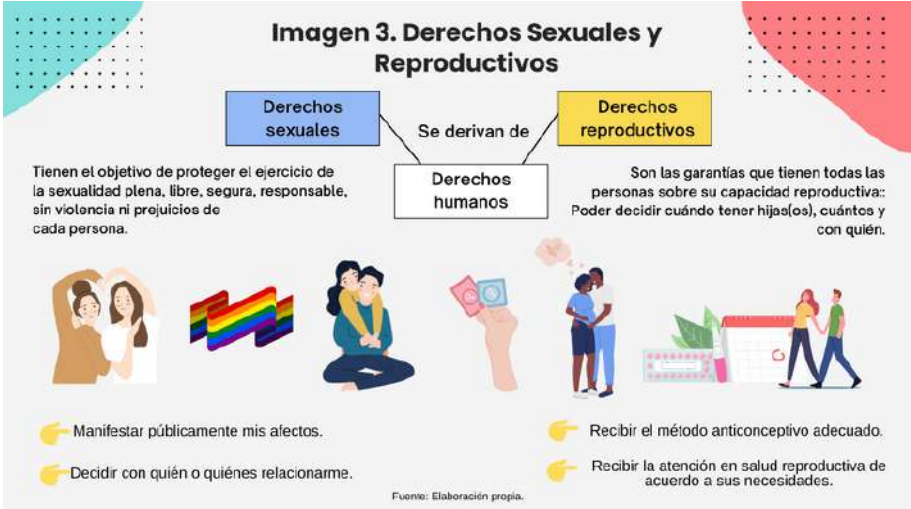 Imagen 3. Derechos Sexuales y
Reproductivos
Derechos
sexuales
Se derivan de
Derechos
reproductivos
Derechos
humanos
Tienen el objetivo de proteger el ejercicio de
la sexualidad plena, libre, segura, responsable,
sin violencia ni prejuicios de
cada persona.
Son las garantías que tienen todas las
personas sobre su capacidad reproductiva::
Poder decidir cuándo tener hijas(os), cuántos y
con quién.
Manifestar públicamente mis afectos.
Decidir con quién o quiénes relacionarme.
Recibir el método anticonceptivo adecuado.
Recibir la atención en salud reproductiva de
acuerdo a sus necesidades.
Fuente: Elaboración propia.